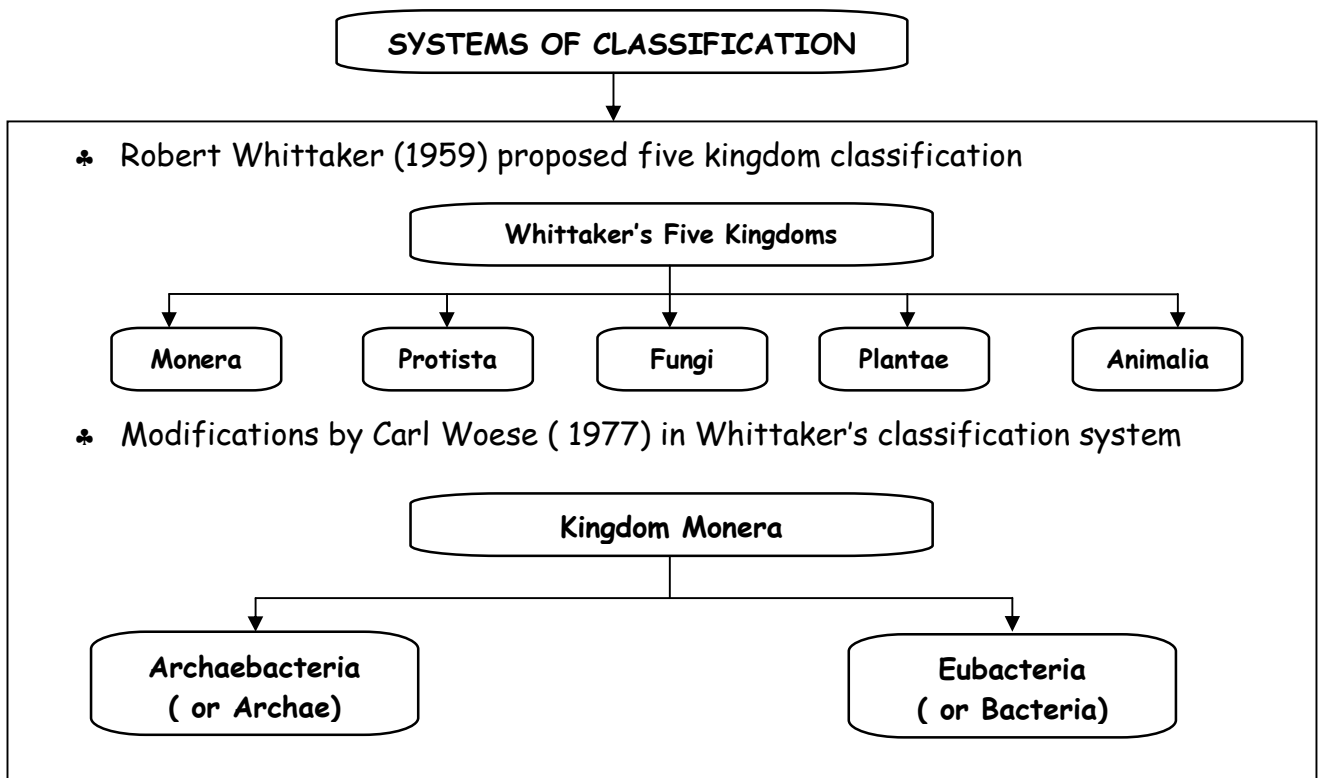 SYSTEMS OF CLASSIFICATION
♣ Robert Whittaker (1959) proposed five kingdom classification
Whittaker's Five Kingdoms
Monera
Protista
Fungi
Plantae
Animalia
♣ Modifications by Carl Woese ( 1977) in Whittaker's classification system
Kingdom Monera
Archaebacteria
( or Archae)
Eubacteria
( or Bacteria)